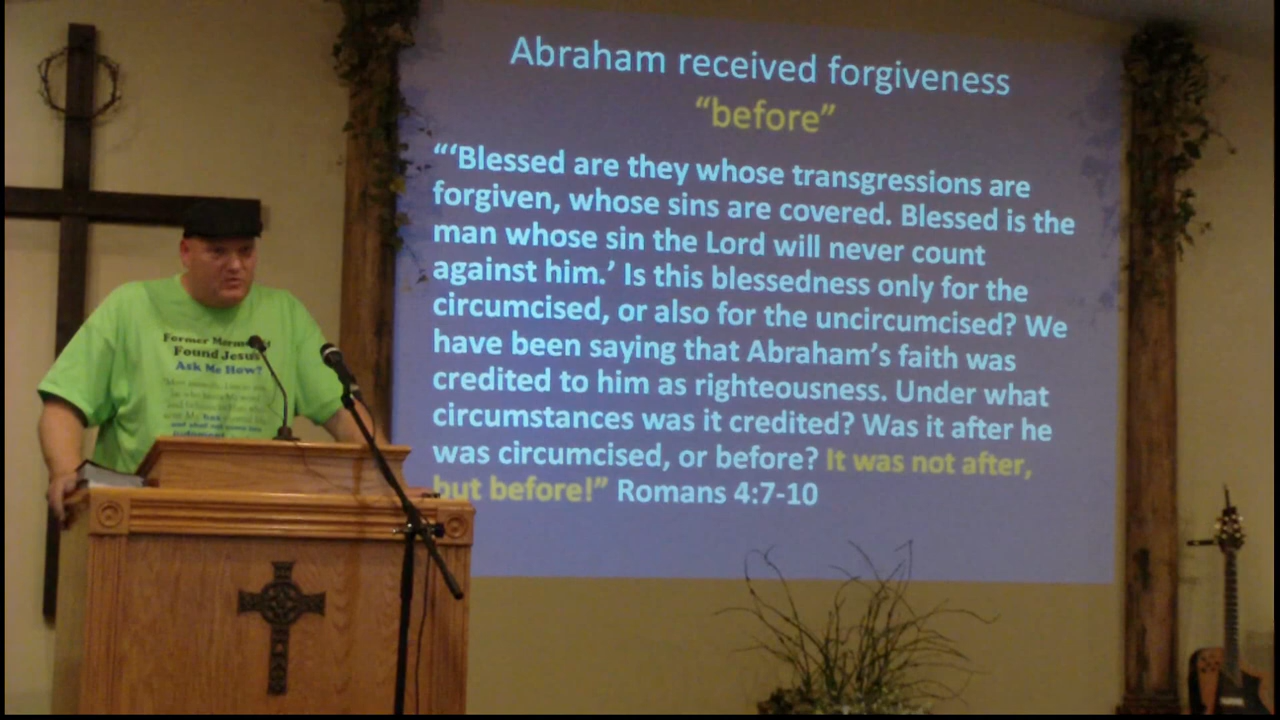 Abraham received forgiveness
“before”
“‘Blessed are they whose transgressions are
forgiven, whose sins are covered. Blessed is the
man whose sin the Lord will never count
against him.’ Is this blessedness only for the
circumcised, or also for the uncircumcised? We
have been saying that Abraham’s faith was
credited to him as righteousness. Under what
circumstances was it credited? Was it after he
was circumcised, or before? It was not after,
but before!” Romans 4:7-10
Former
Found Jesus
Ask Me How?